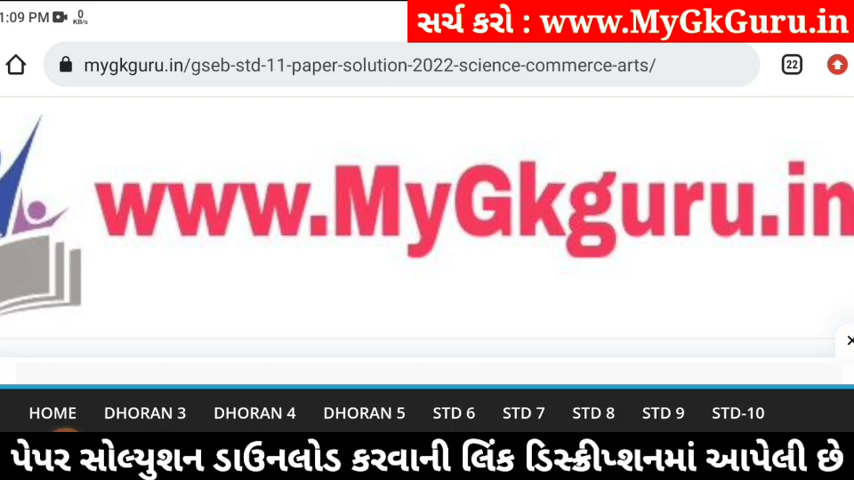 1:09 PM 0 KB/s
સર્ચ કરો : www.MyGkGuru.in
mygkguru.in/gseb-std-11-paper-solution-2022-science-commerce-arts/
22
www.MyGkguru.in
HOME DHORAN 3 DHORAN 4 DHORAN 5 STD 6 STD 7 STD 8 STD 9 STD-10
પેપર સોલ્યુશન ડાઉનલોડ કરવાની લિંક ડિસ્ક્રીપ્શનમાં આપેલી છે